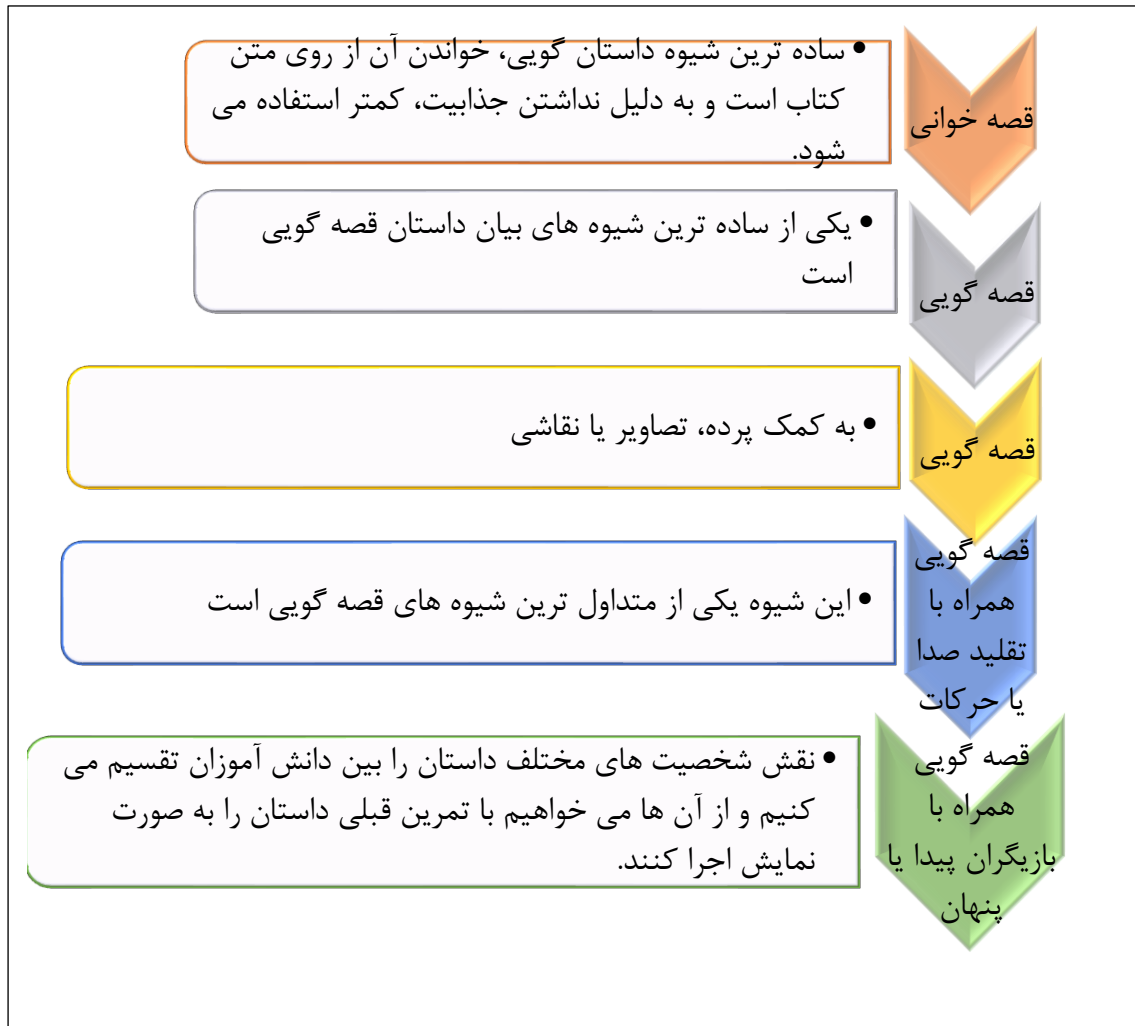 قصه خوانی
• ساده ترین شیوه داستان گویی، خواندن آن از روی متن
کتاب است و به دلیل نداشتن جذابیت، کمتر استفاده می
شود.
قصه گویی
• یکی از ساده ترین شیوه های بیان داستان قصه گویی
است
قصه گویی
• به کمک پرده، تصاویر یا نقاشی
قصه گویی
همراه با
تقلید صدا
یا حرکات
• این شیوه یکی از متداول ترین شیوه های قصه گویی است
قصه گویی
همراه با
بازیگران پیدا یا
پنهان
• نقش شخصیت های مختلف داستان را بین دانش آموزان تقسیم می
کنیم و از آن ها می خواهیم با تمرین قبلی داستان را به صورت
نمایش اجرا کنند.